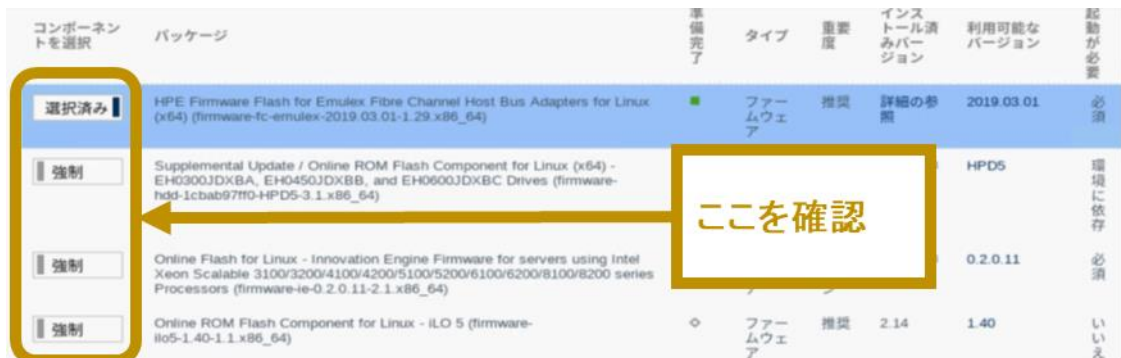 コンポーネン
トを選択
パッケージ
準
備
完
了
タイプ
重要
度
インス
トール済
みバー
ジョン
利用可能な
バージョン
起
動
が
必
要
選択済み
HPE Firmware Flash for Emulex Fibre Channel Host Bus Adapters for Linux
(x64) (firmware-fc-emulex-2019.03.01-1.29.x86_64)
ファー
ムウェ
ア
推奨
詳細の参
照
2019.03.01
必
須
強制
Supplemental Update / Online ROM Flash Component for Linux (x64) -
EH0300JDXBA, EH0450JDXBB, and EH0600JDXBC Drives (firmware-
hdd-1cbab97ff0-HPD5-3.1.x86_64)
HPD5
環
境
に
依
存
ここを確認
強制
Online Flash for Linux - Innovation Engine Firmware for servers using Intel
Xeon Scalable 3100/3200/4100/4200/5100/5200/6100/6200/8100/8200 series
Processors (firmware-ie-0.2.0.11-2.1.x86_64)
0.2.0.11
必
須
強制
Online ROM Flash Component for Linux - iLO 5 (firmware-
ilo5-1.40-1.1.x86_64)
ファー
ムウェ
ア
推奨
2.14
1.40
い
い
え